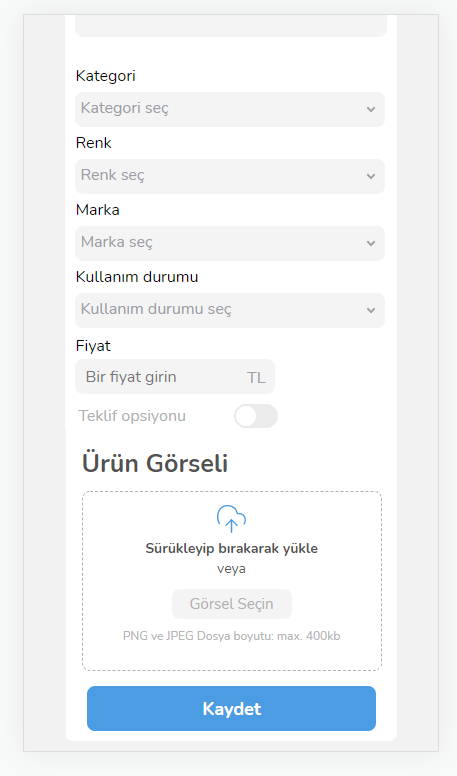 Kategori
Kategori seç
Renk
Renk seç
Marka
Marka seç
Kullanım durumu
Kullanım durumu seç
Fiyat
Bir fiyat girin TL
Teklif opsiyonu
Ürün Görseli
Sürükleyip bırakarak yükle
veya
Görsel Seçin
PNG ve JPEG Dosya boyutu: max. 400kb
Kaydet